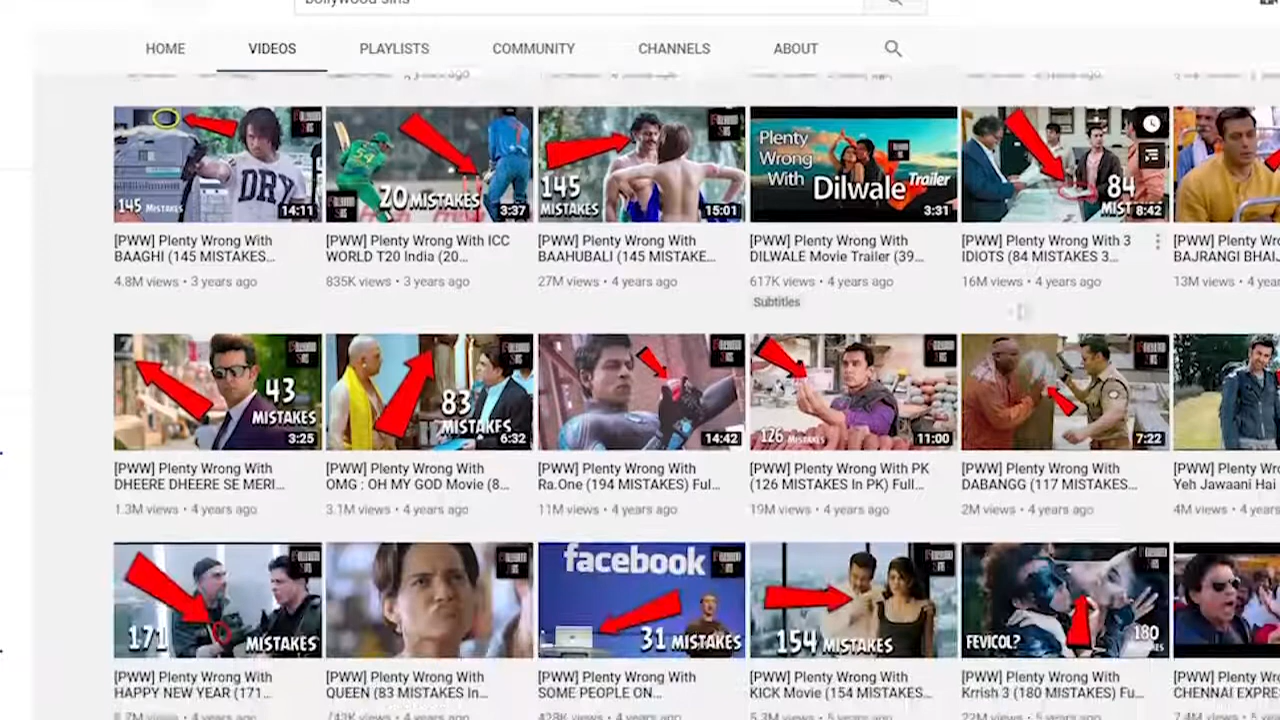 bollywood sins
HOME VIDEOS PLAYLISTS COMMUNITY CHANNELS ABOUT
DRY
145 MISTAKES
14:11
20 MISTAKES
3:37
145
MISTAKES
15:01
Plenty
Wrong
With
Dilwale Trailer
3:31
84
8:42
[PWW] Plenty Wrong With
BAAGHI (145 MISTAKES...
4.8M views • 3 years ago
[PWW] Plenty Wrong With ICC
WORLD T20 India (20...
835K views • 3 years ago
[PWW] Plenty Wrong With
BAAHUBALI (145 MISTAKE...
27M views • 4 years ago
[PWW] Plenty Wrong With
DILWALE Movie Trailer (39...
617K views • 4 years ago
Subtitles
[PWW] Plenty Wrong With 3
IDIOTS (84 MISTAKES 3...
16M views • 4 years ago
[PWW] Plenty
BAJRANGI BHAIJ
13M views • 4 years
43
MISTAKES
3:25
83
MISTAKES
6:32
14:42
126 MISTAKES
11:00
7:22
[PWW] Plenty Wrong With
DHEERE DHEERE SE MERI...
1.3M views • 4 years ago
[PWW] Plenty Wrong With
OMG : OH MY GOD Movie (8...
3.1M views • 4 years ago
[PWW] Plenty Wrong With
Ra.One (194 MISTAKES) Ful...
11M views • 4 years ago
[PWW] Plenty Wrong With PK
(126 MISTAKES In PK) Full...
19M views • 4 years ago
[PWW] Plenty Wrong With
DABANGG (117 MISTAKES...
2M views • 4 years ago
[PWW] Plenty
Yeh Jawaani Hai
4M views • 4 years
171 MISTAKES
facebook
31 MISTAKES
154 MISTAKES
FEVICOL?
180
[PWW] Plenty Wrong With
HAPPY NEW YEAR (171...
[PWW] Plenty Wrong With
QUEEN (83 MISTAKES In...
[PWW] Plenty Wrong With
SOME PEOPLE ON...
[PWW] Plenty Wrong With
KICK Movie (154 MISTAKES...
[PWW] Plenty Wrong With
Krrish 3 (180 MISTAKES) Fu...
[PWW] Plenty
CHENNAI EXPRE